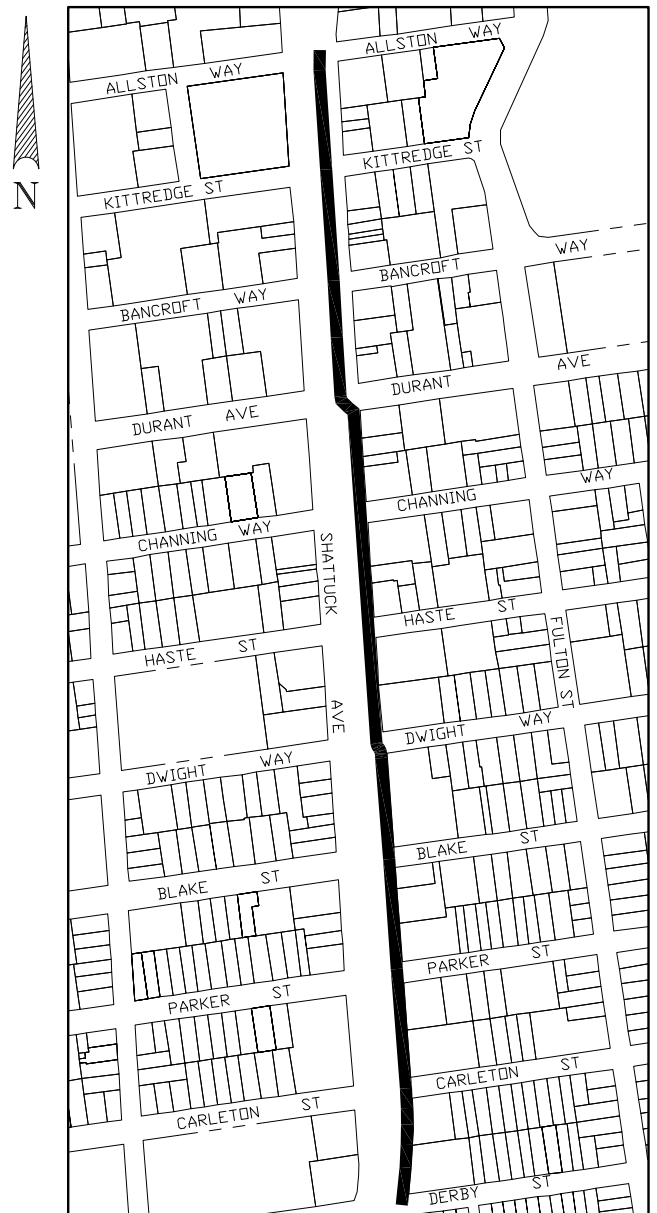 ALLSTON WAY
ALLSTON WAY
N
KITTREDGE ST
KITTREDGE ST
WAY
BANCROFT
BANCROFT WAY
AVE
DURANT
DURANT AVE
WAY
CHANNING
CHANNING WAY
SHATTUCK
HASTE ST
FULTON ST
HASTE ST
AVE
DWIGHT WAY
DWIGHT WAY
BLAKE ST
BLAKE ST
PARKER ST
PARKER ST
CARLETON ST
CARLETON ST
DERBY ST